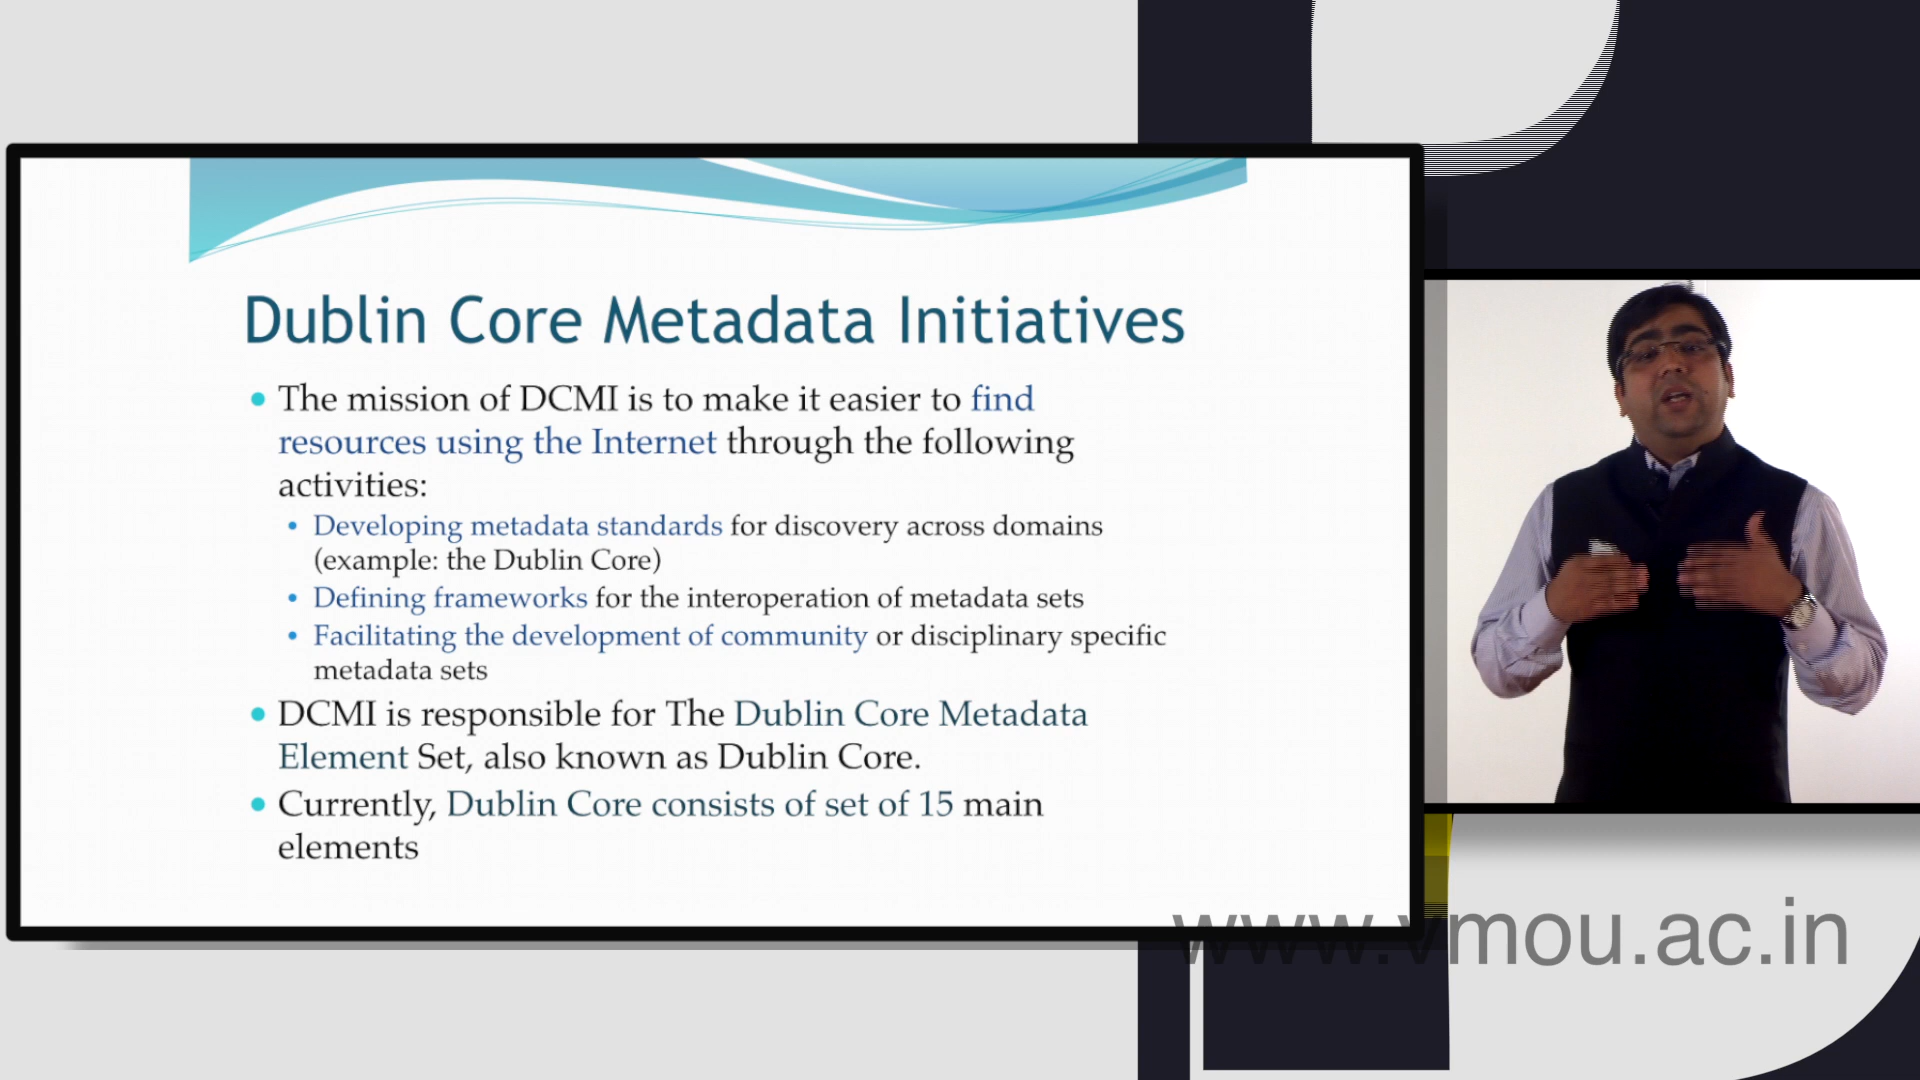 Dublin Core Metadata Initiatives
The mission of DCMI is to make it easier to find
resources using the Internet through the following
activities:
Developing metadata standards for discovery across domains
(example: the Dublin Core)
Defining frameworks for the interoperation of metadata sets
Facilitating the development of community or disciplinary specific
metadata sets
DCMI is responsible for The Dublin Core Metadata
Element Set, also known as Dublin Core.
Currently, Dublin Core consists of set of 15 main
elements
www.vmou.ac.in